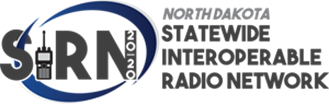 SIRN
2020
NORTH DAKOTA
STATEWIDE
INTEROPERABLE
RADIO NETWORK